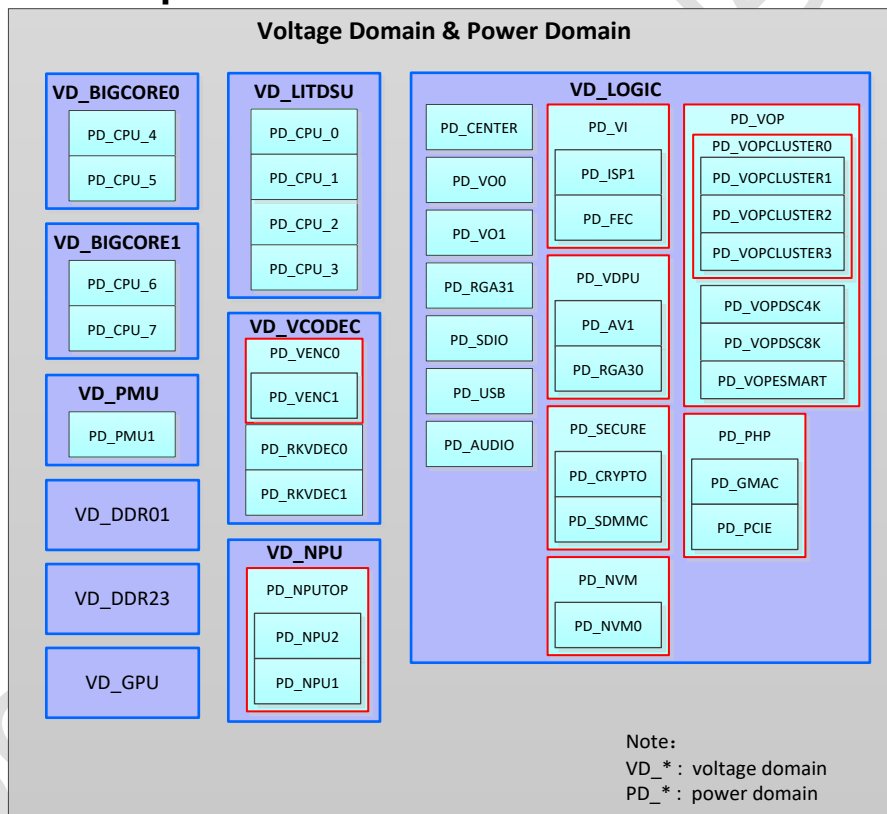 Voltage Domain & Power Domain
VD_BIGCORE0
PD_CPU_4
PD_CPU_5
VD_BIGCORE1
PD_CPU_6
PD_CPU_7
VD_PMU
PD_PMU1
VD_DDR01
VD_DDR23
VD_GPU
VD_LITDSU
PD_CPU_0
PD_CPU_1
PD_CPU_2
PD_CPU_3
VD_VCODEC
PD_VENC0
PD_VENC1
PD_RKVDEC0
PD_RKVDEC1
VD_NPU
PD_NPUTOP
PD_NPU2
PD_NPU1
VD_LOGIC
PD_CENTER
PD_VO0
PD_VO1
PD_RGA31
PD_SDIO
PD_USB
PD_AUDIO
PD_VI
PD_ISP1
PD_FEC
PD_VDPU
PD_AV1
PD_RGA30
PD_SECURE
PD_CRYPTO
PD_SDMMC
PD_NVM
PD_NVM0
PD_VOP
PD_VOPCLUSTER0
PD_VOPCLUSTER1
PD_VOPCLUSTER2
PD_VOPCLUSTER3
PD_VOPDSC4K
PD_VOPDSC8K
PD_VOPESMART
PD_PHP
PD_GMAC
PD_PCIE
Note：
VD_* : voltage domain
PD_* : power domain